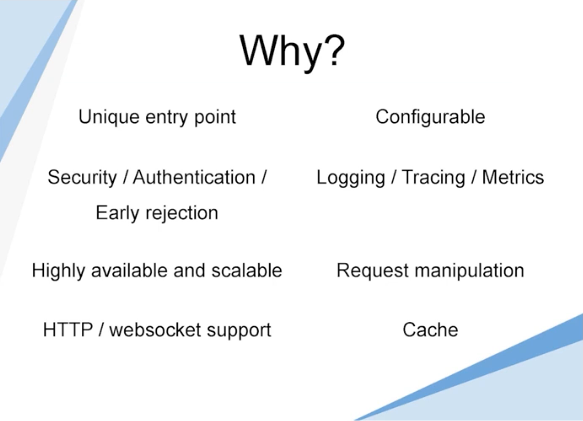 Why?
Unique entry point
Configurable
Security / Authentication /
Early rejection
Logging / Tracing / Metrics
Highly available and scalable
Request manipulation
HTTP / websocket support
Cache